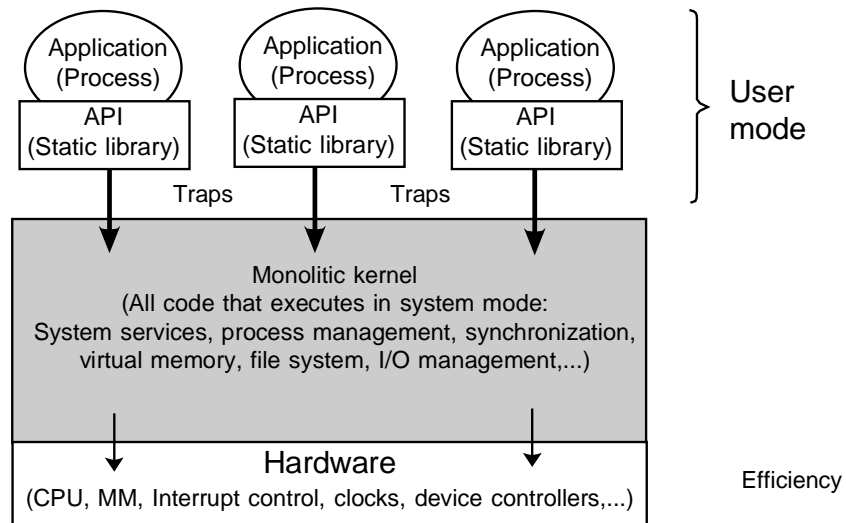 Application
(Process)
Application
(Process)
Application
(Process)
API
(Static library)
API
(Static library)
API
(Static library)
User
mode
Traps
Traps
Monolitic kernel
(All code that executes in system mode:
System services, process management, synchronization,
virtual memory, file system, I/O management,...)
Hardware
(CPU, MM, Interrupt control, clocks, device controllers,...)
Efficiency